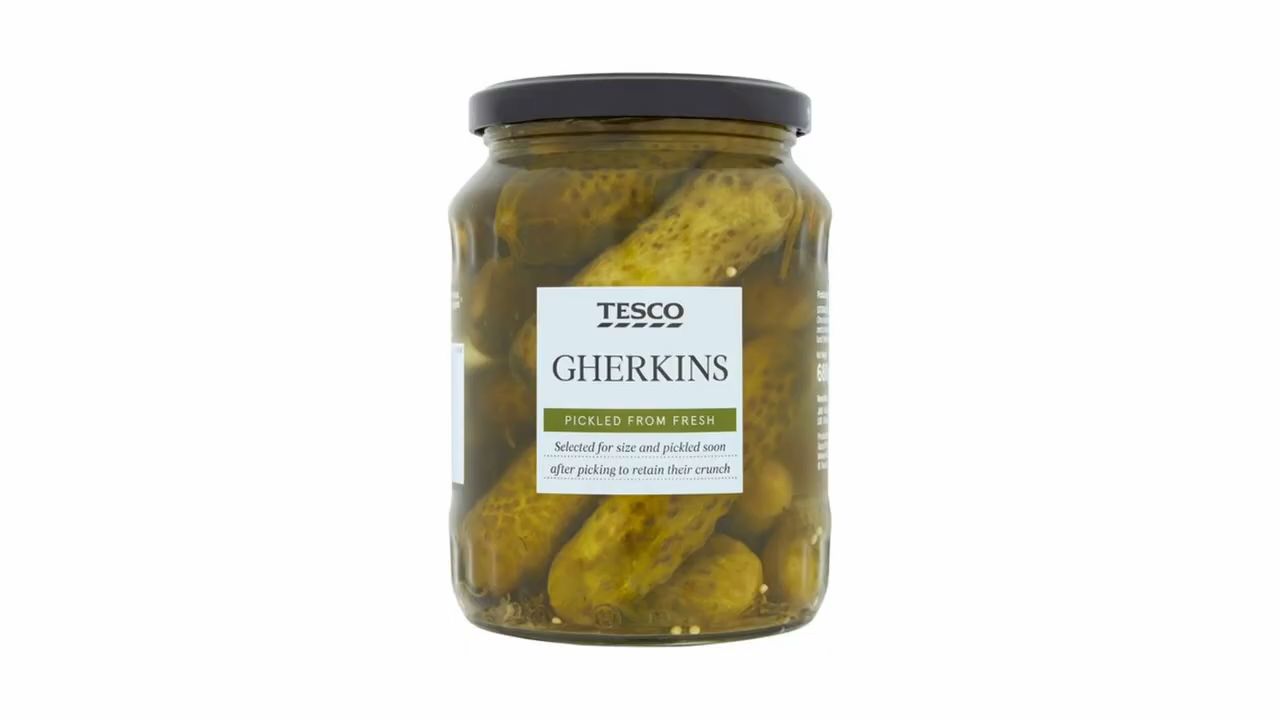 TESCO
GHERKINS
PICKLED FROM FRESH
Selected for size and pickled soon
after picking to retain their crunch